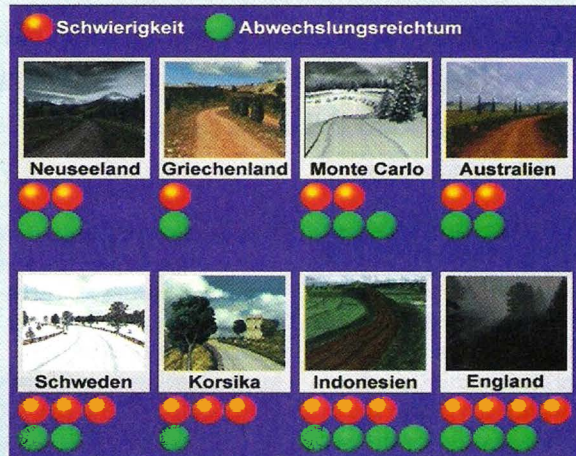 Schwierigkeit Abwechslungsreichtum
Neuseeland Griechenland Monte Carlo Australien
Schweden Korsika Indonesien England